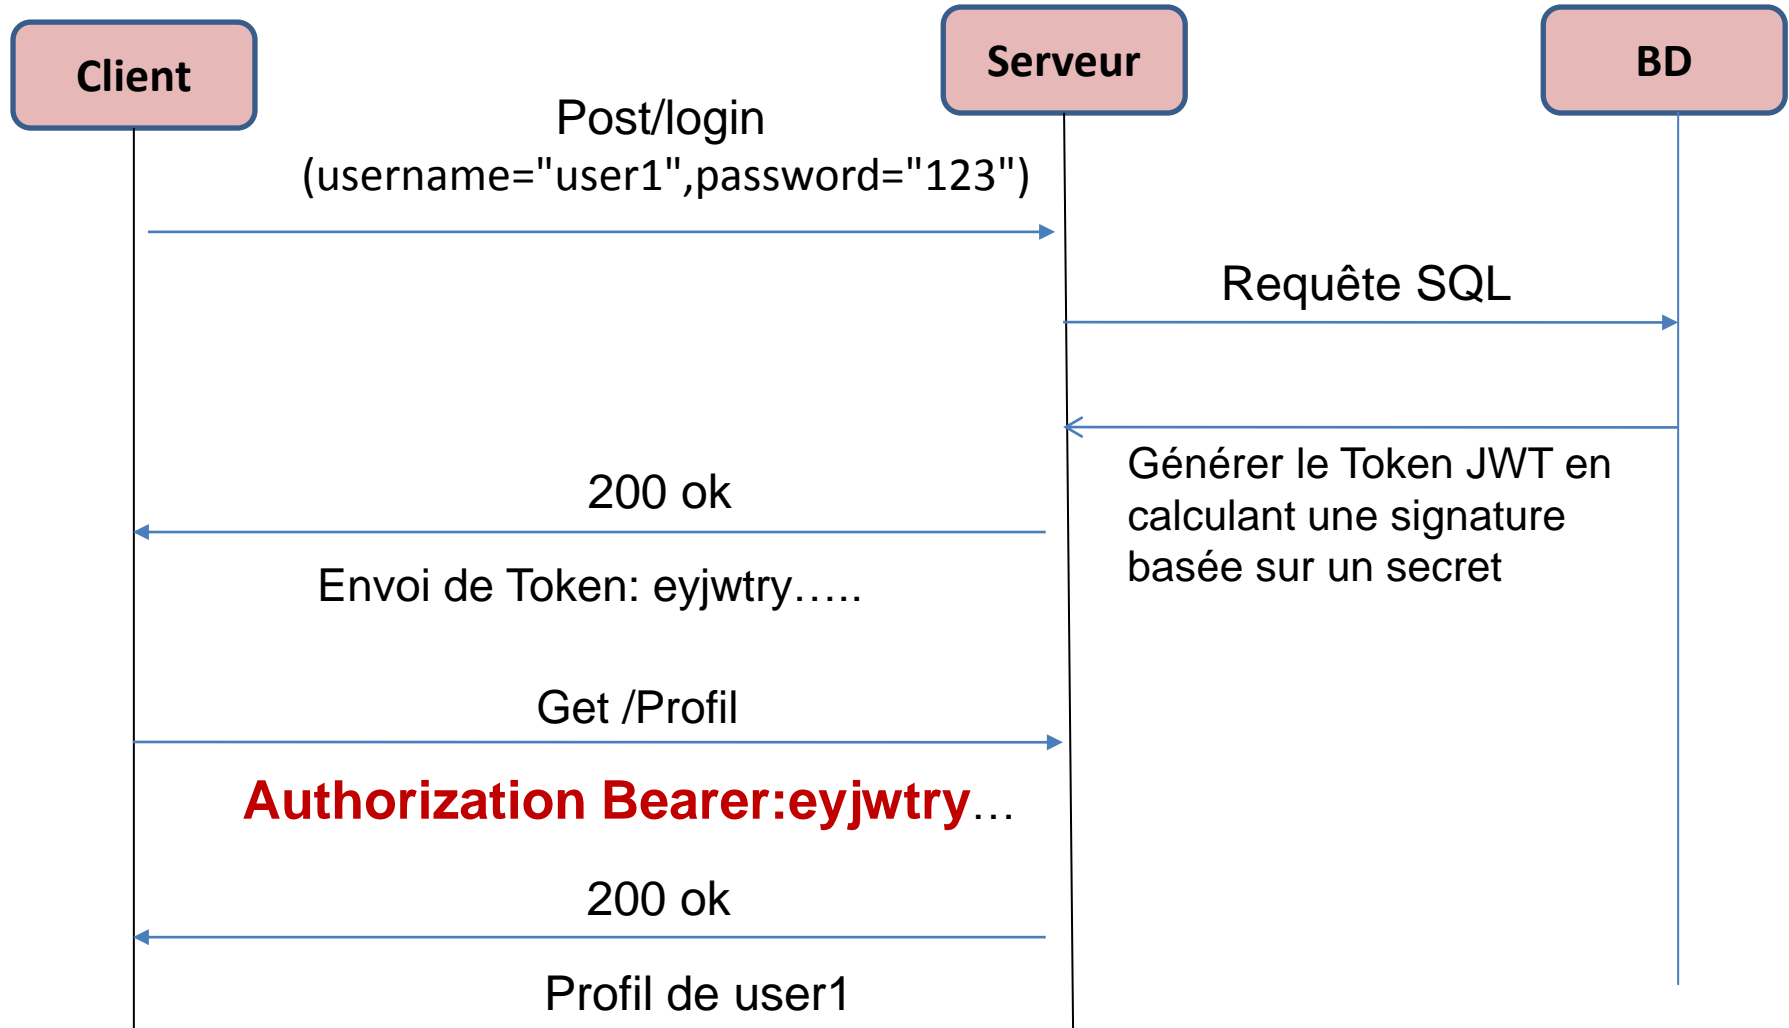 Client
Serveur
BD
Post/login
(username="user1",password="123")
Requête SQL
Générer le Token JWT en
calculant une signature
basée sur un secret
200 ok
Envoi de Token: eyjwtry…..
Get /Profil
Authorization Bearer:eyjwtry…
200 ok
Profil de user1